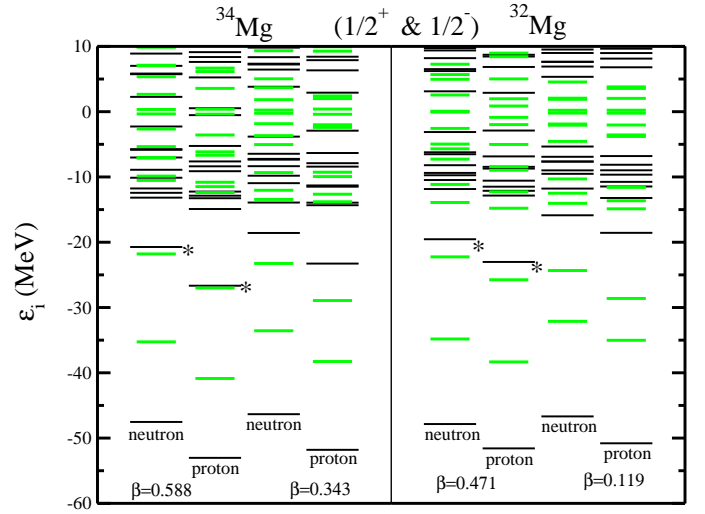 ³⁴Mg (1/2⁺ & 1/2⁻) ³²Mg
10
0
-10
-20
-30
-40
-50
-60
ε_i (MeV)
* * * *
neutron neutron neutron neutron
proton proton proton proton
β=0.588 β=0.343 β=0.471 β=0.119